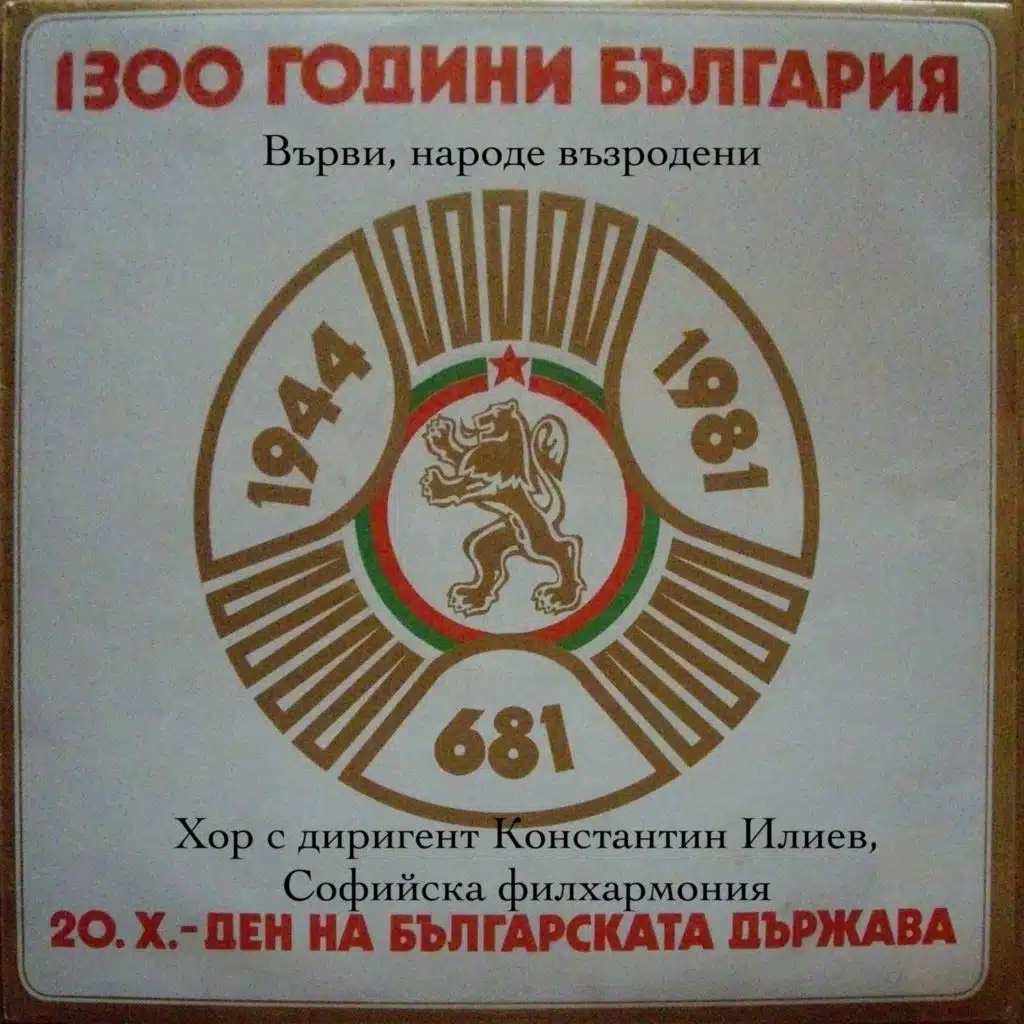 1300 ГОДИНИ БЪЛГАРИЯ
Върви, народе възродени
1944
1981
681
Хор с диригент Константин Илиев,
Софийска филхармония
20. X.-ДЕН НА БЪЛГАРСКАТА ДЪРЖАВА